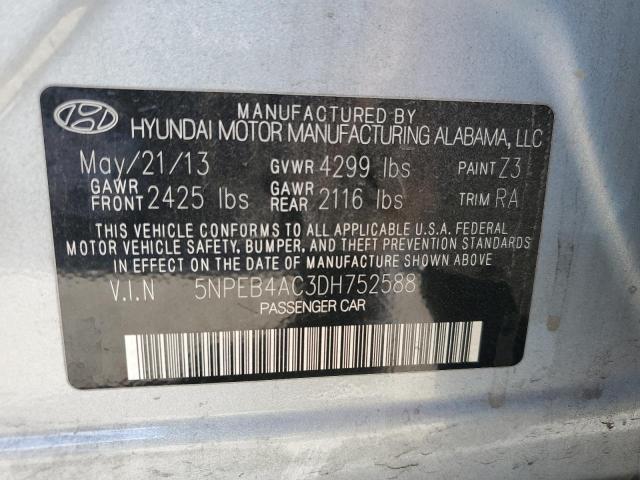 MANUFACTURED BY
HYUNDAI MOTOR MANUFACTURING ALABAMA, LLC
May/21/13 GVWR 4299 lbs PAINT Z3
GAWR FRONT 2425 lbs GAWR REAR 2116 lbs TRIM RA
THIS VEHICLE CONFORMS TO ALL APPLICABLE U.S.A. FEDERAL
MOTOR VEHICLE SAFETY, BUMPER, AND THEFT PREVENTION STANDARDS
IN EFFECT ON THE DATE OF MANUFACTURE SHOWN ABOVE.
V.I.N 5NPEB4AC3DH752588
PASSENGER CAR